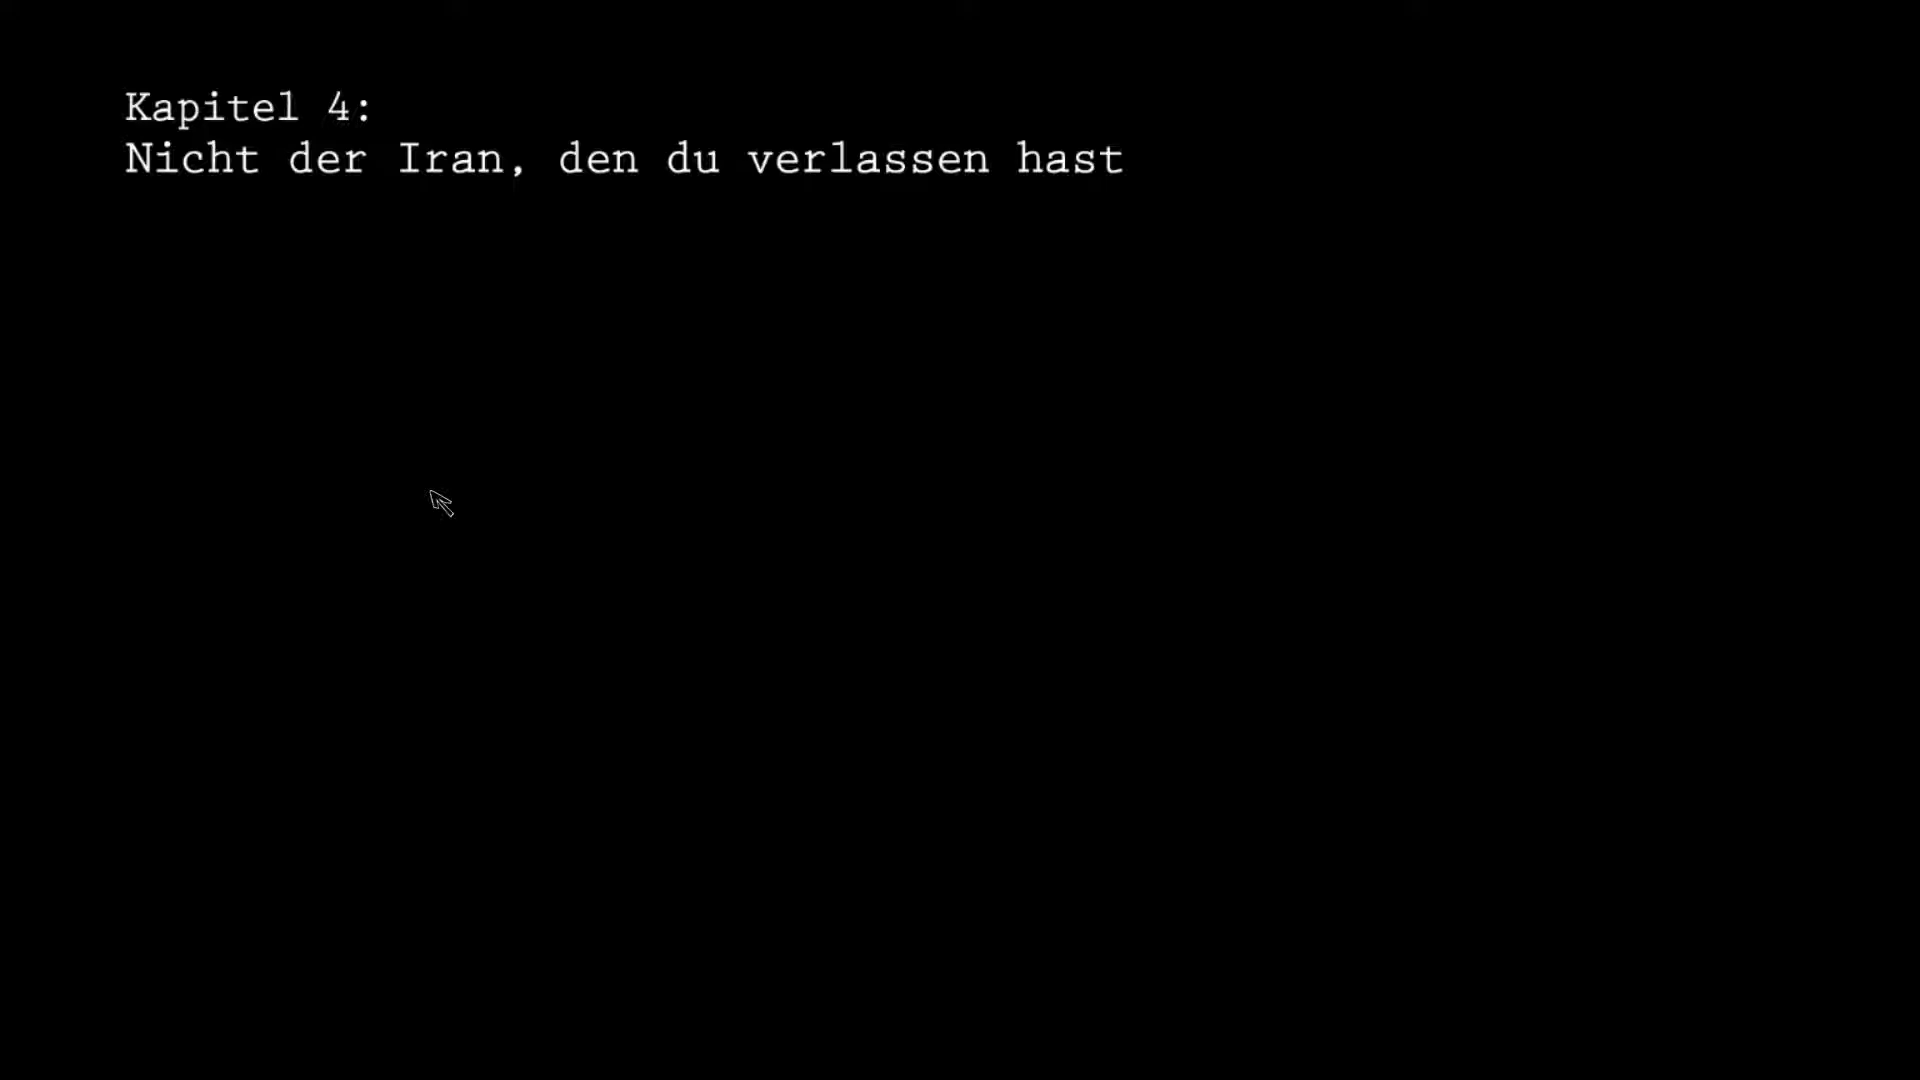 Kapitel 4:
Nicht der Iran, den du verlassen hast